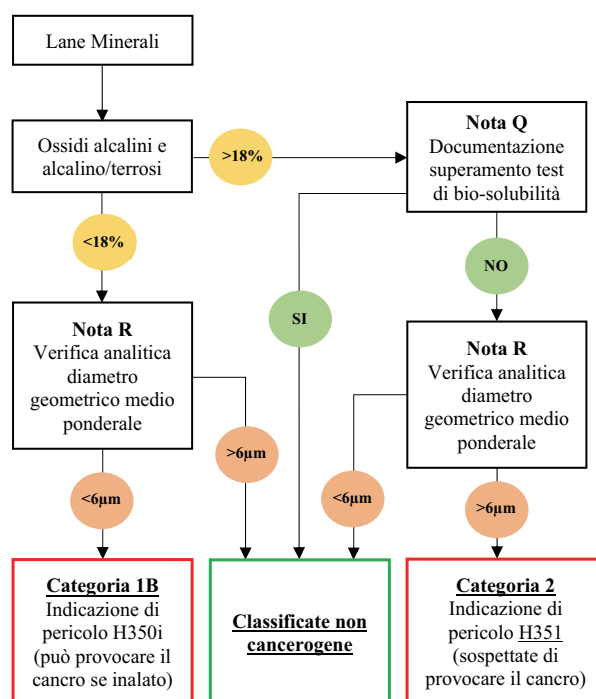 Lane Minerali
Ossidi alcalini e
alcalino/terrosi
>18%
Nota Q
Documentazione
superamento test
di bio-solubilità
<18%
NO
SI
Nota R
Verifica analitica
diametro
geometrico medio
ponderale
Nota R
Verifica analitica
diametro
geometrico medio
ponderale
<6µm
>6µm
<6µm
>6µm
Categoria 1B
Indicazione di
pericolo H350i
(può provocare il
cancro se inalato)
Classificate non
cancerogene
Categoria 2
Indicazione di
pericolo H351
(sospettate di
provocare il cancro)